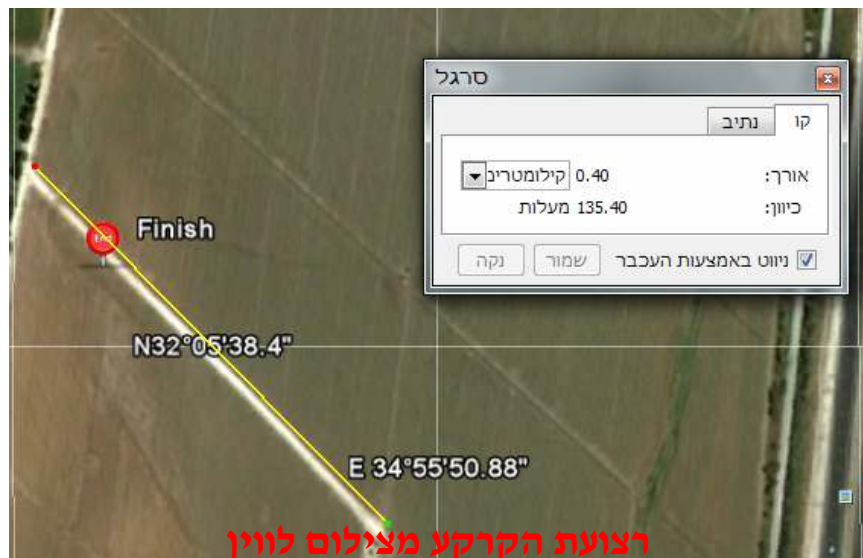 סרגל
קו
נתיב
אורך: 0.40 קילומטרים
כיוון: 135.40 מעלות
ניווט באמצעות העכבר
שמור
נקה
Finish
N32°05'38.4"
E 34°55'50.88"
רצועת הקרקע מצילום לווין